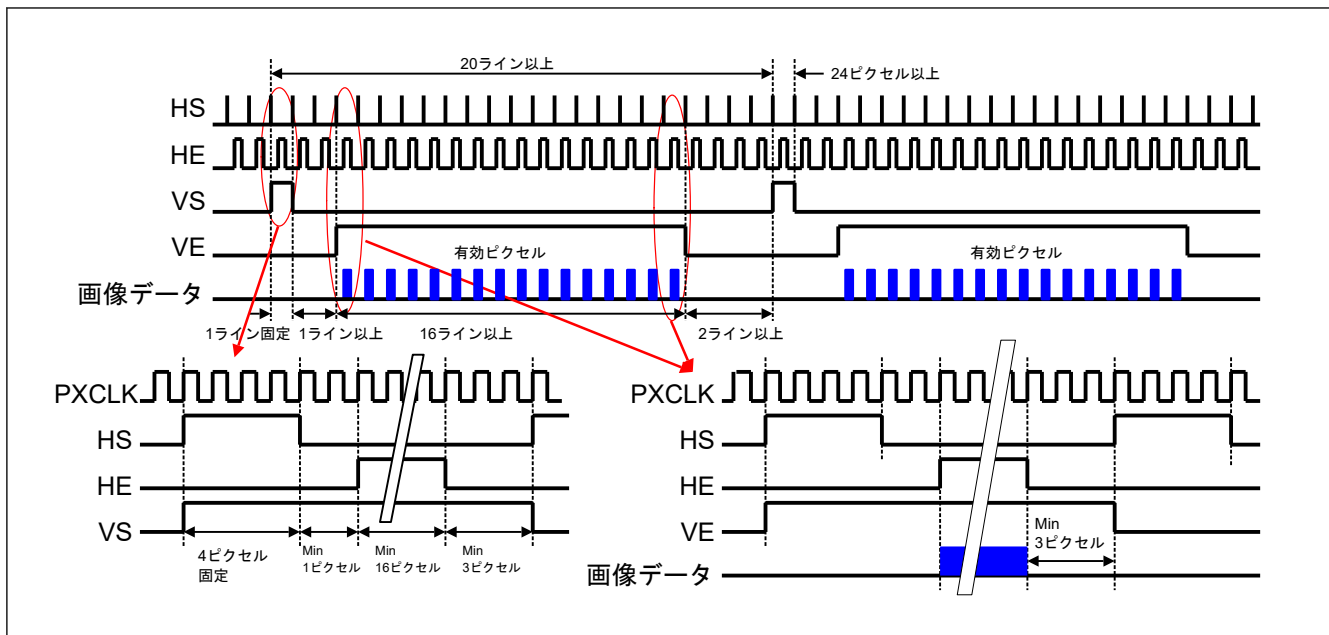 20ライン以上
24ピクセル以上
HS
HE
VS
VE
有効ピクセル
有効ピクセル
画像データ
1ライン固定
1ライン以上
16ライン以上
2ライン以上
PXCLK
HS
HE
VS
4ピクセル
固定
Min
1ピクセル
Min
16ピクセル
Min
3ピクセル
PXCLK
HS
HE
VE
Min
3ピクセル
画像データ